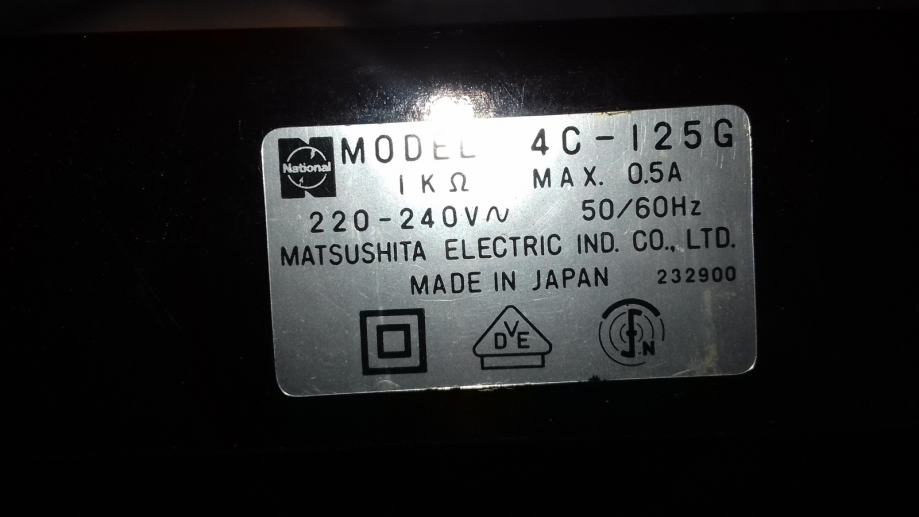 National
MODEL 4C-125G
1KΩ MAX. 0.5A
220-240V∿ 50/60Hz
MATSUSHITA ELECTRIC IND. CO., LTD.
MADE IN JAPAN 232900
DVE